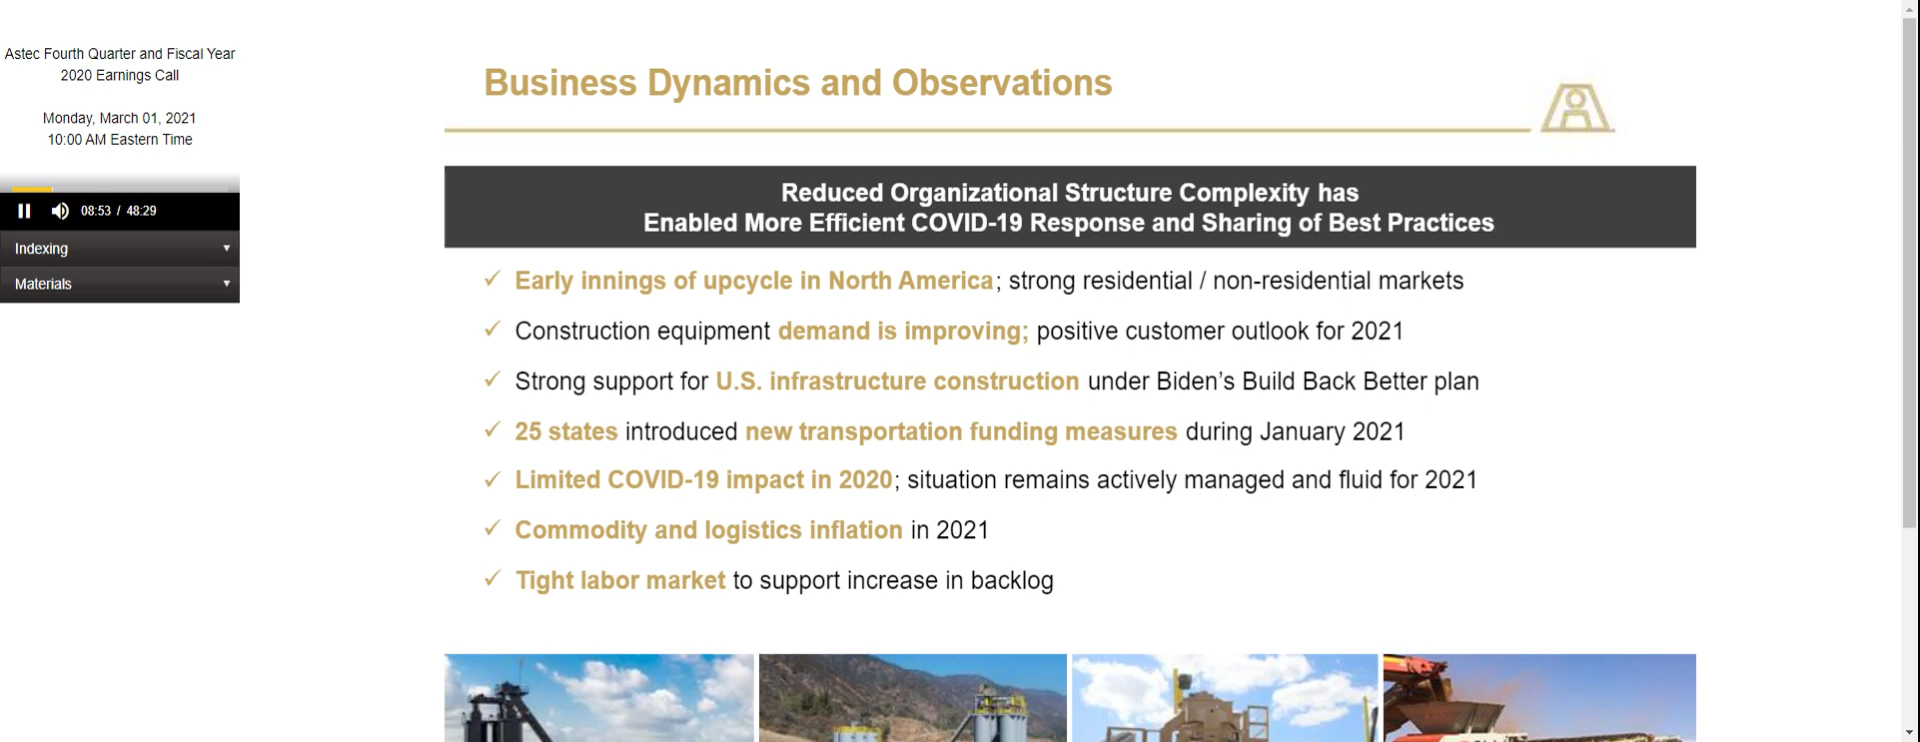 Astec Fourth Quarter and Fiscal Year
2020 Earnings Call
Monday, March 01, 2021
10:00 AM Eastern Time
08:53 / 48:29
Indexing
Materials
Business Dynamics and Observations
Reduced Organizational Structure Complexity has
Enabled More Efficient COVID-19 Response and Sharing of Best Practices
✓ Early innings of upcycle in North America; strong residential / non-residential markets
✓ Construction equipment demand is improving; positive customer outlook for 2021
✓ Strong support for U.S. infrastructure construction under Biden’s Build Back Better plan
✓ 25 states introduced new transportation funding measures during January 2021
✓ Limited COVID-19 impact in 2020; situation remains actively managed and fluid for 2021
✓ Commodity and logistics inflation in 2021
✓ Tight labor market to support increase in backlog